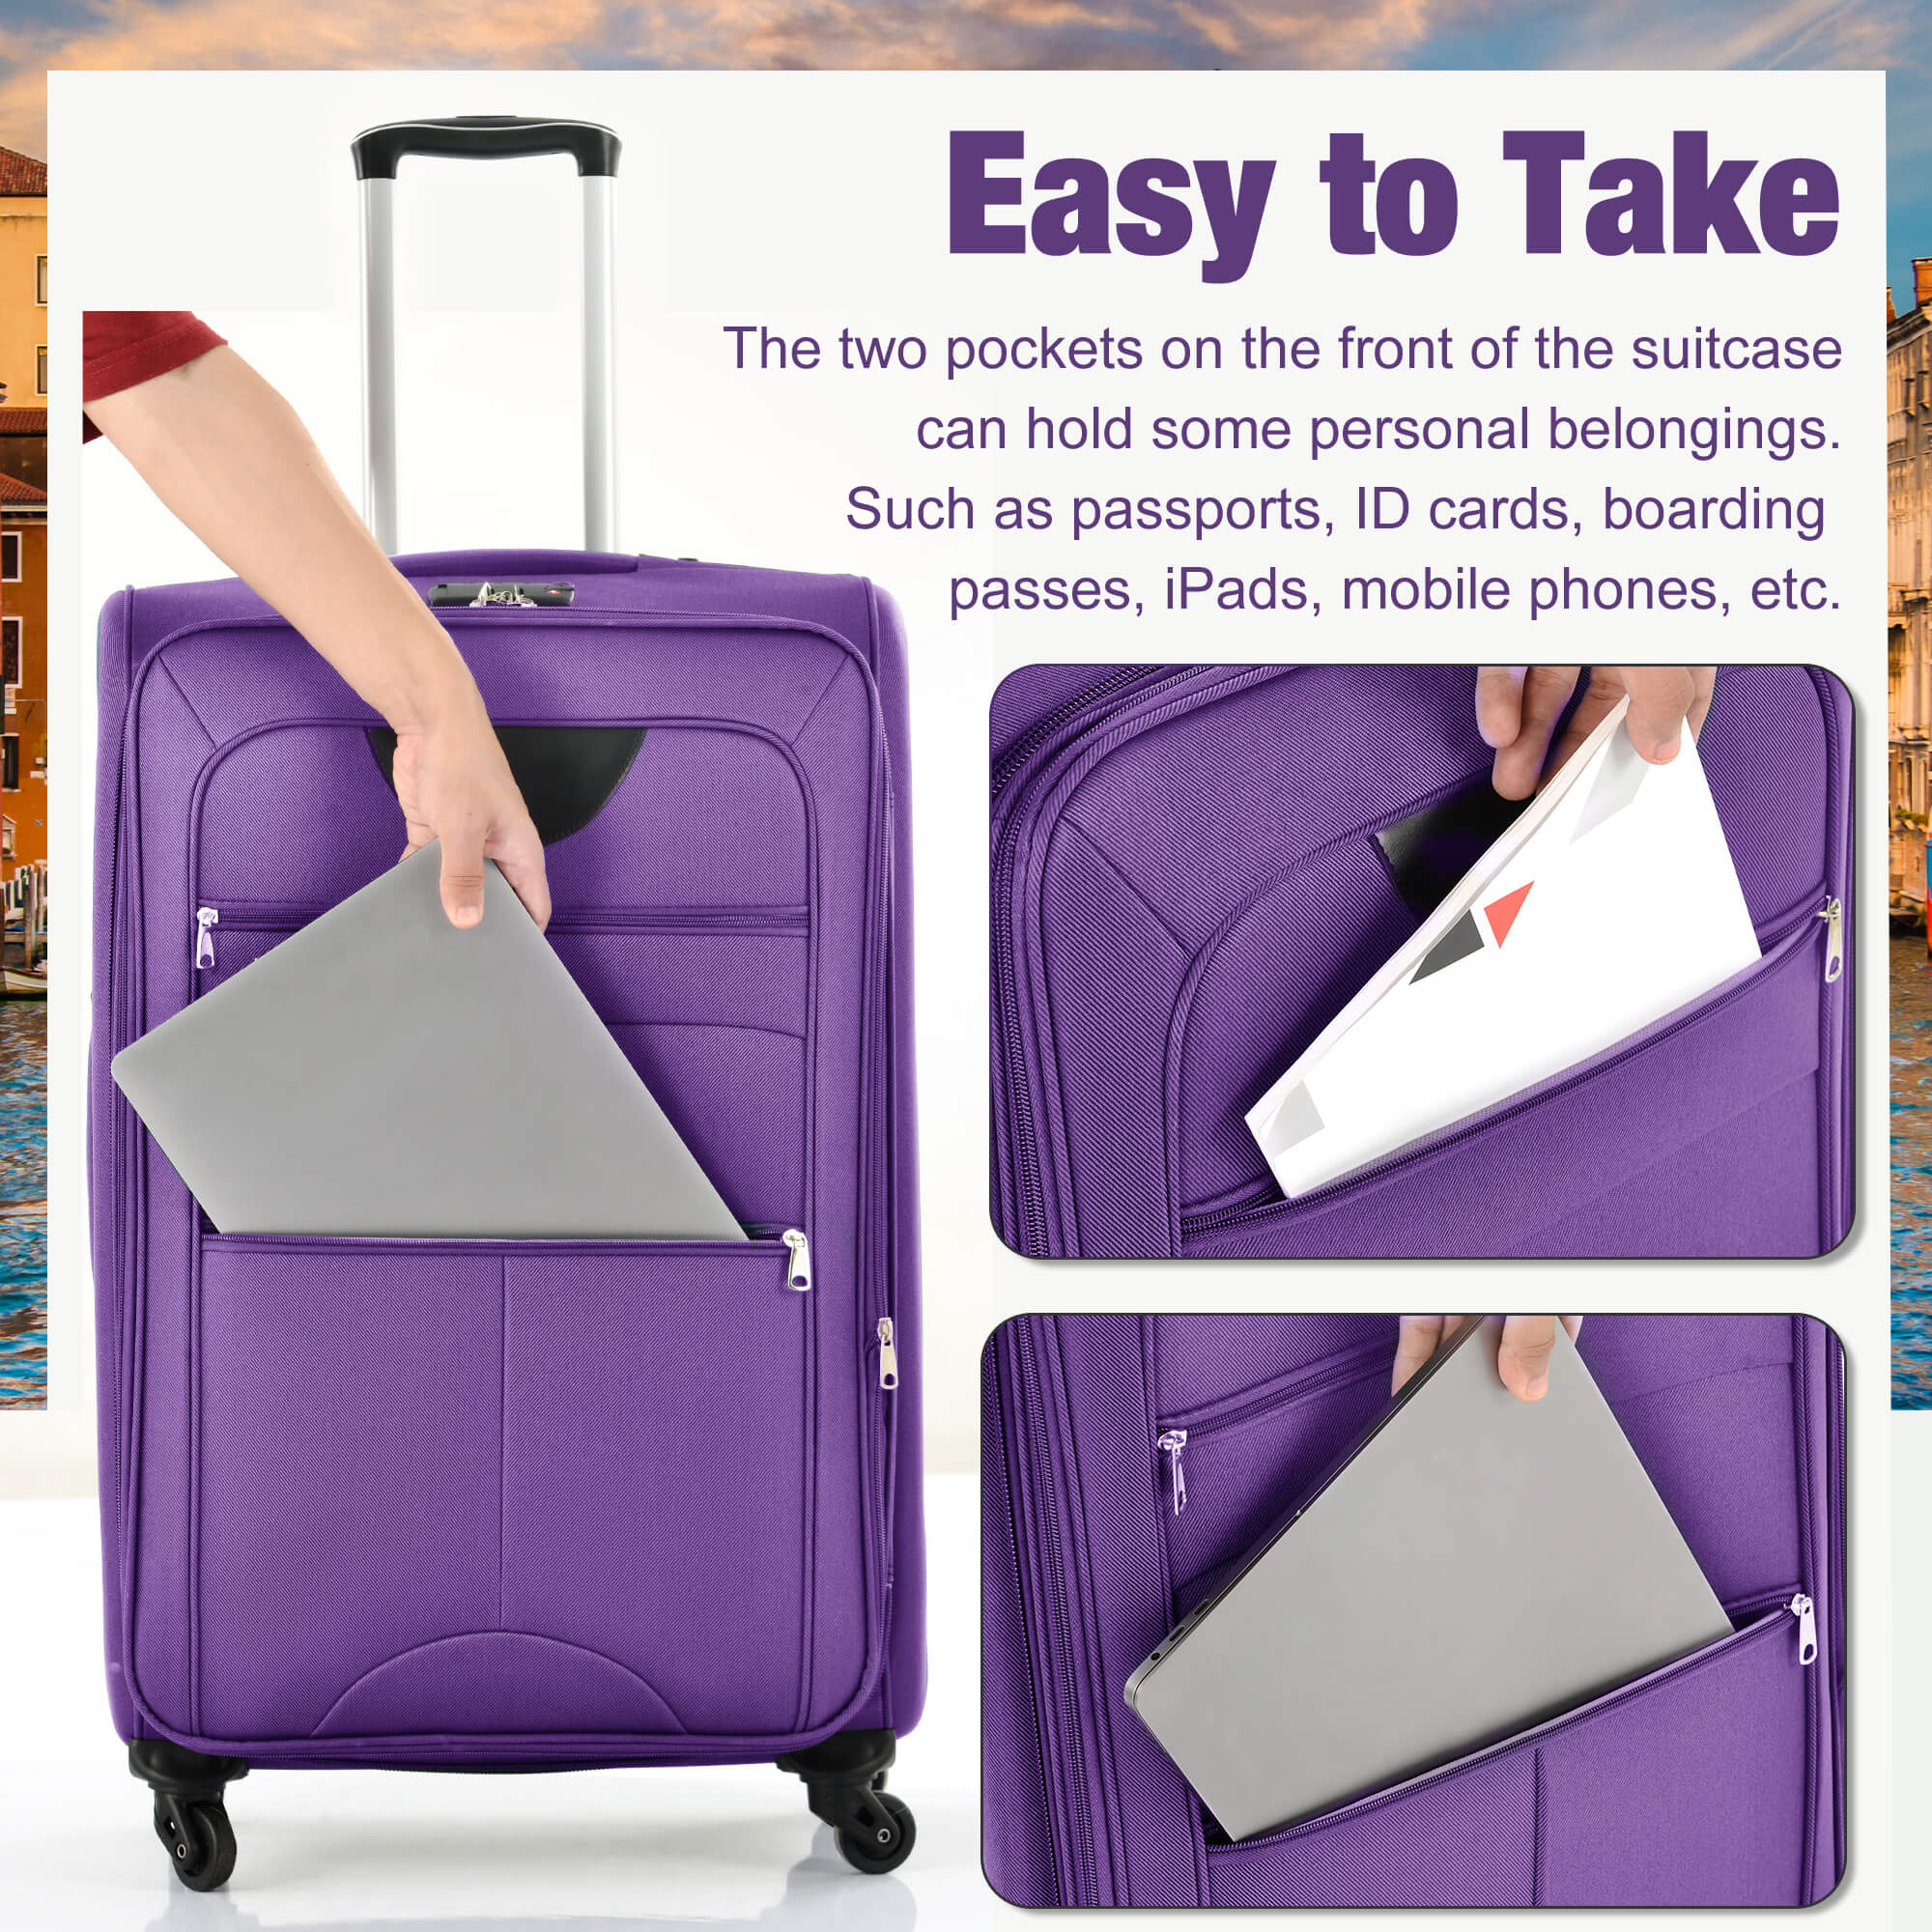 Easy to Take
The two pockets on the front of the suitcase
can hold some personal belongings.
Such as passports, ID cards, boarding
passes, iPads, mobile phones, etc.